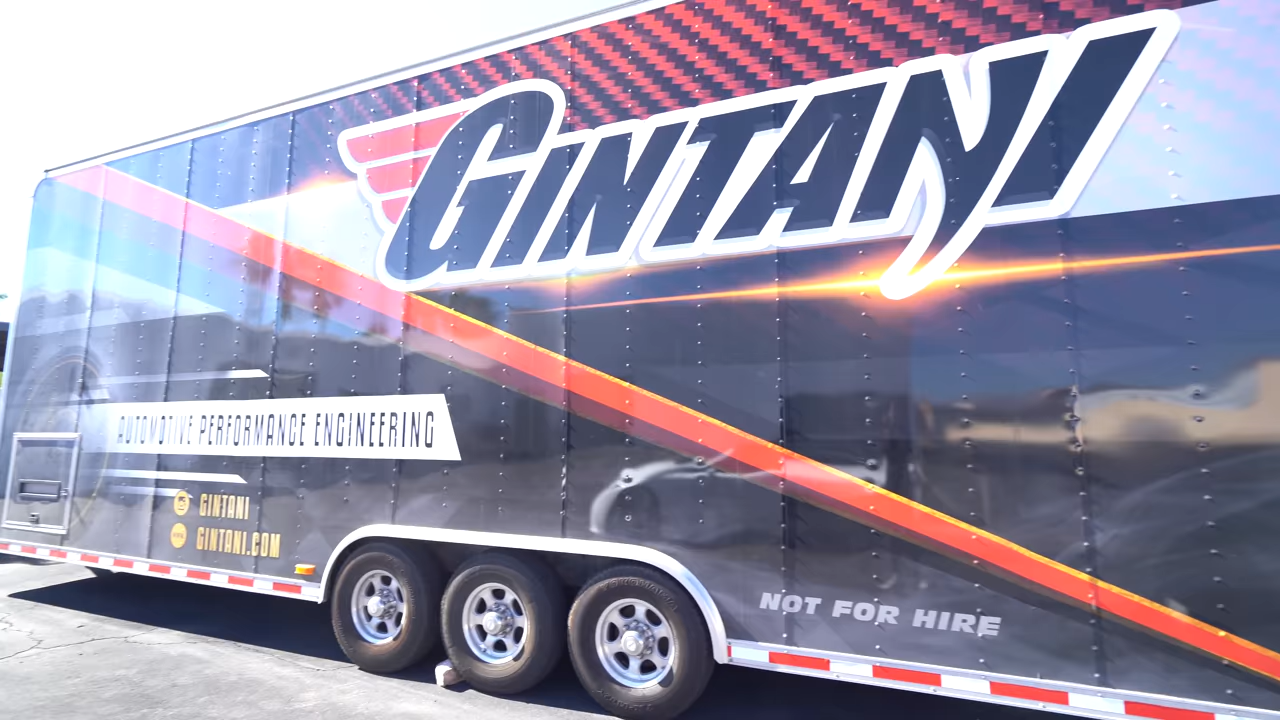 GINTANI
AUTOMOTIVE PERFORMANCE ENGINEERING
GINTANI
GINTANI.COM
NOT FOR HIRE